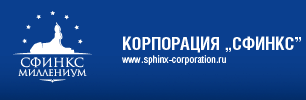 СФИНКС
МИЛЛЕНИУМ
КОРПОРАЦИЯ „СФИНКС”
www.sphinx-corporation.ru